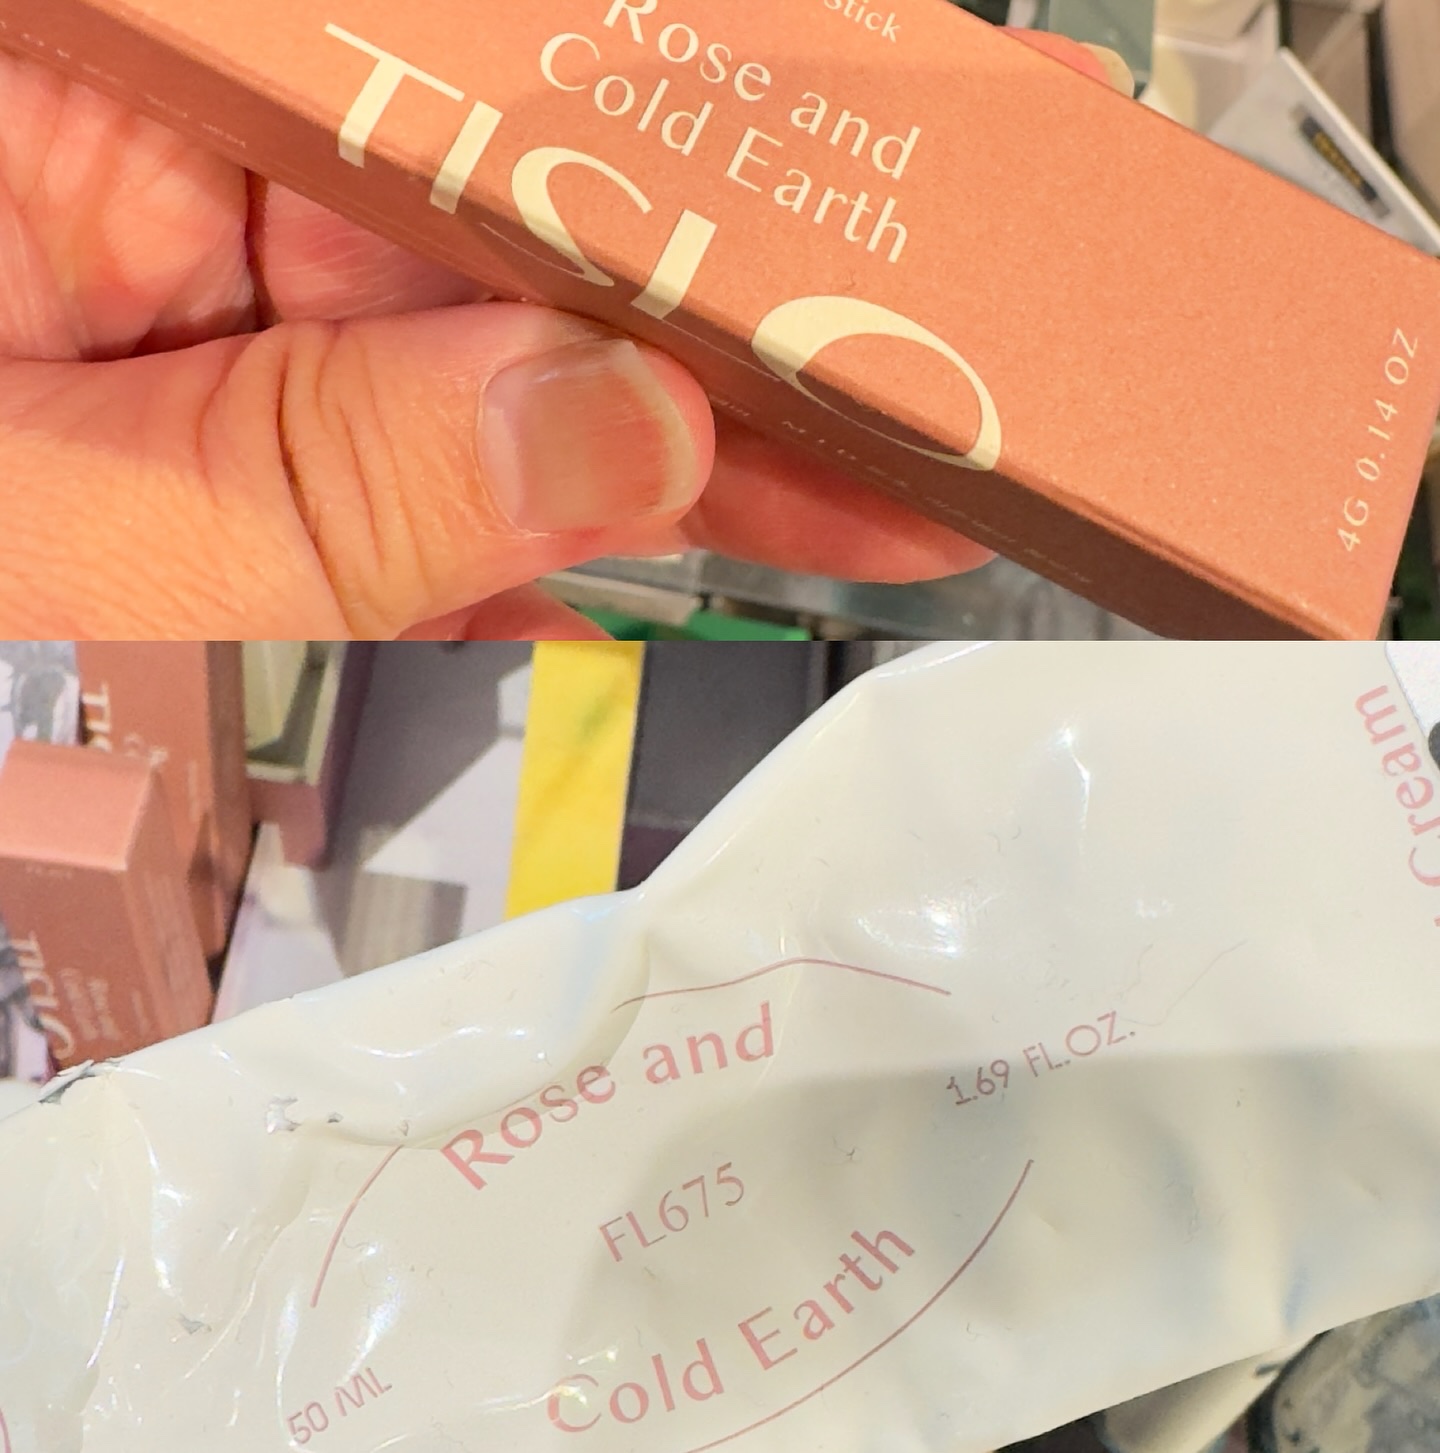 Stick
Rose and
Cold Earth
TISIO
4G 0.14 OZ
Cream
Rose and
1.69 FL.OZ.
FL675
Cold Earth
50 ML